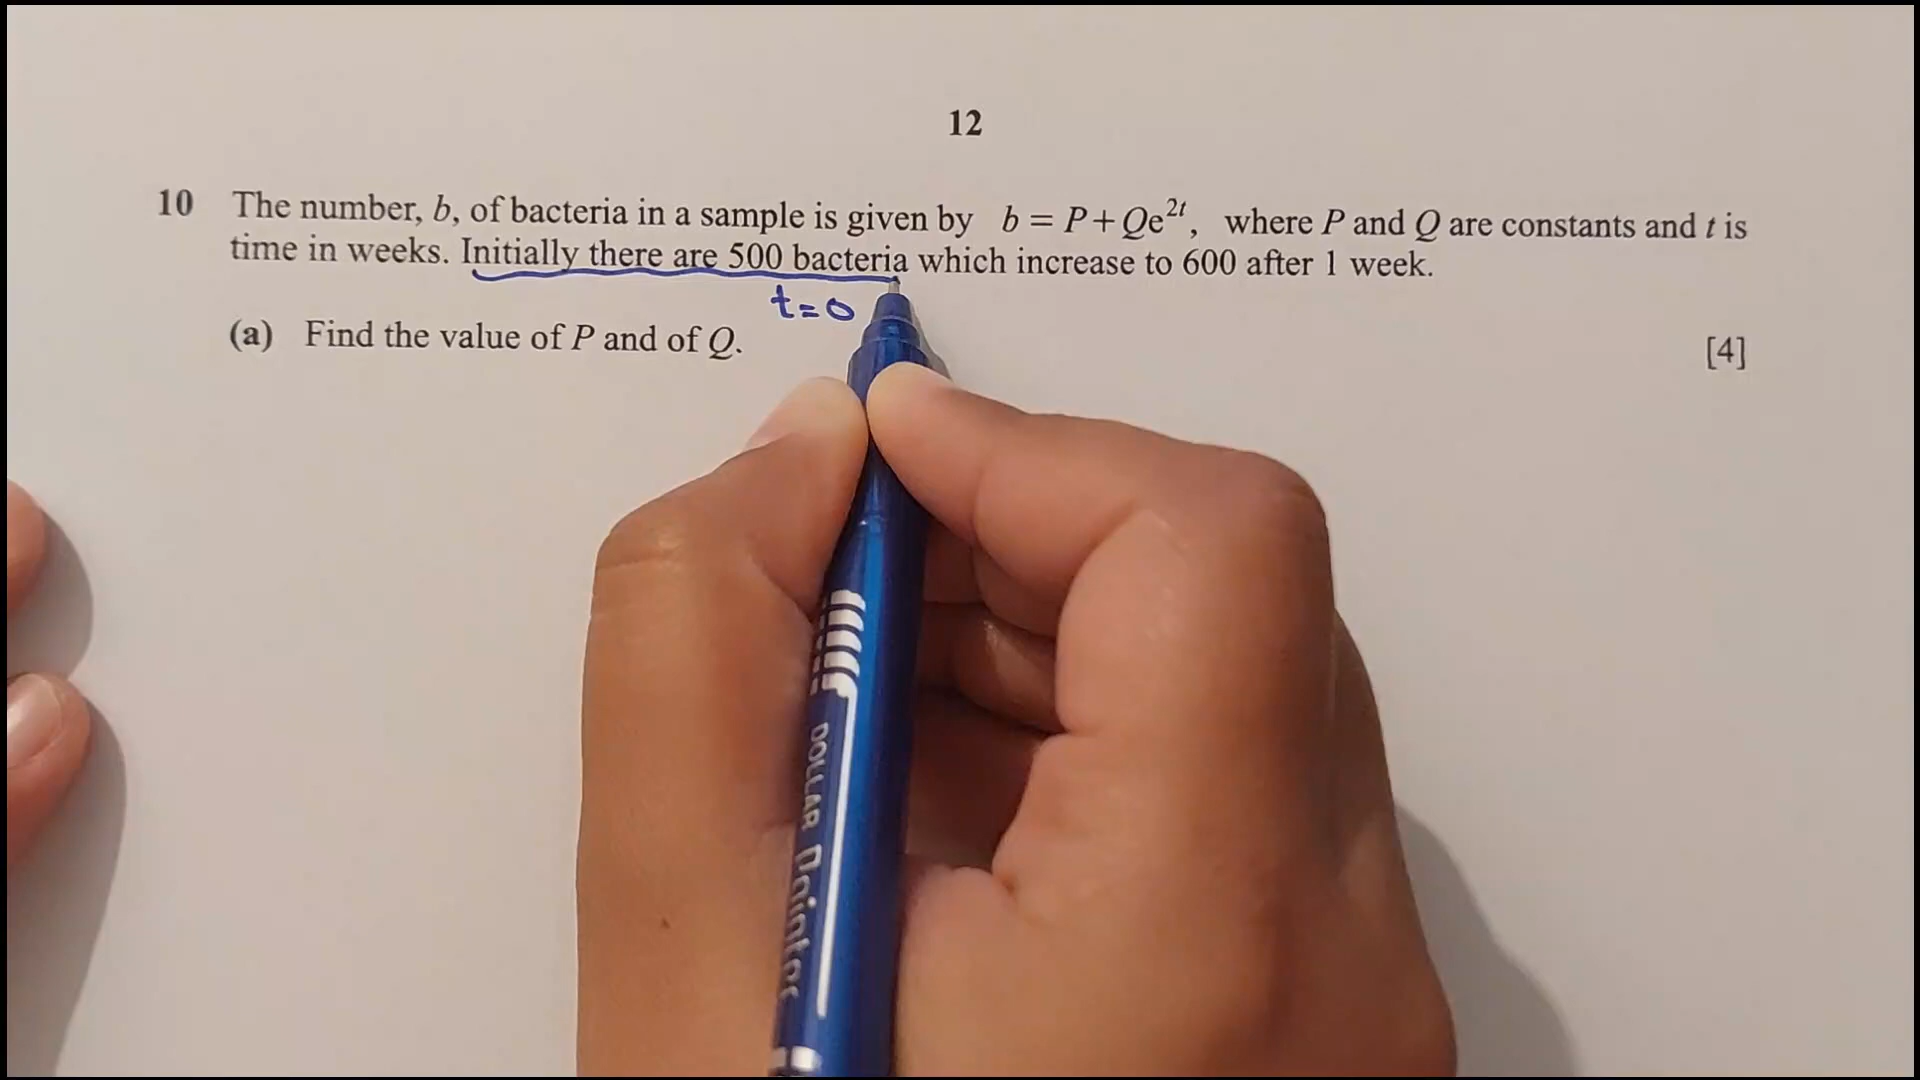 12
10 The number, b, of bacteria in a sample is given by b = P + Qe^{2t}, where P and Q are constants and t is
time in weeks. Initially there are 500 bacteria which increase to 600 after 1 week.
t=0
(a) Find the value of P and of Q. [4]
DOLLAR Pointer